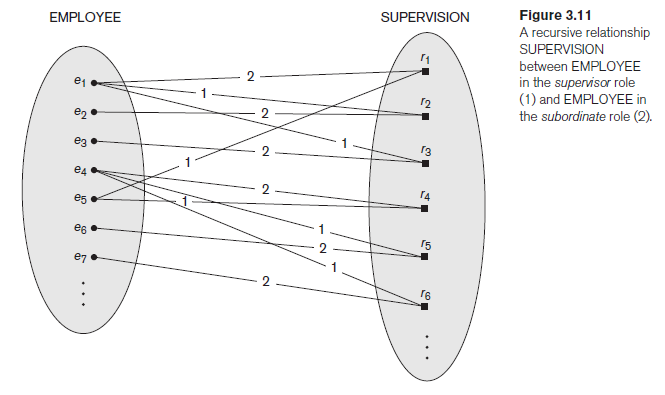 EMPLOYEE
SUPERVISION
e1
e2
e3
e4
e5
e6
e7
2
1
2
1
2
1
2
1
1
2
1
2
r1
r2
r3
r4
r5
r6
Figure 3.11
A recursive relationship
SUPERVISION
between EMPLOYEE
in the supervisor role
(1) and EMPLOYEE in
the subordinate role (2).